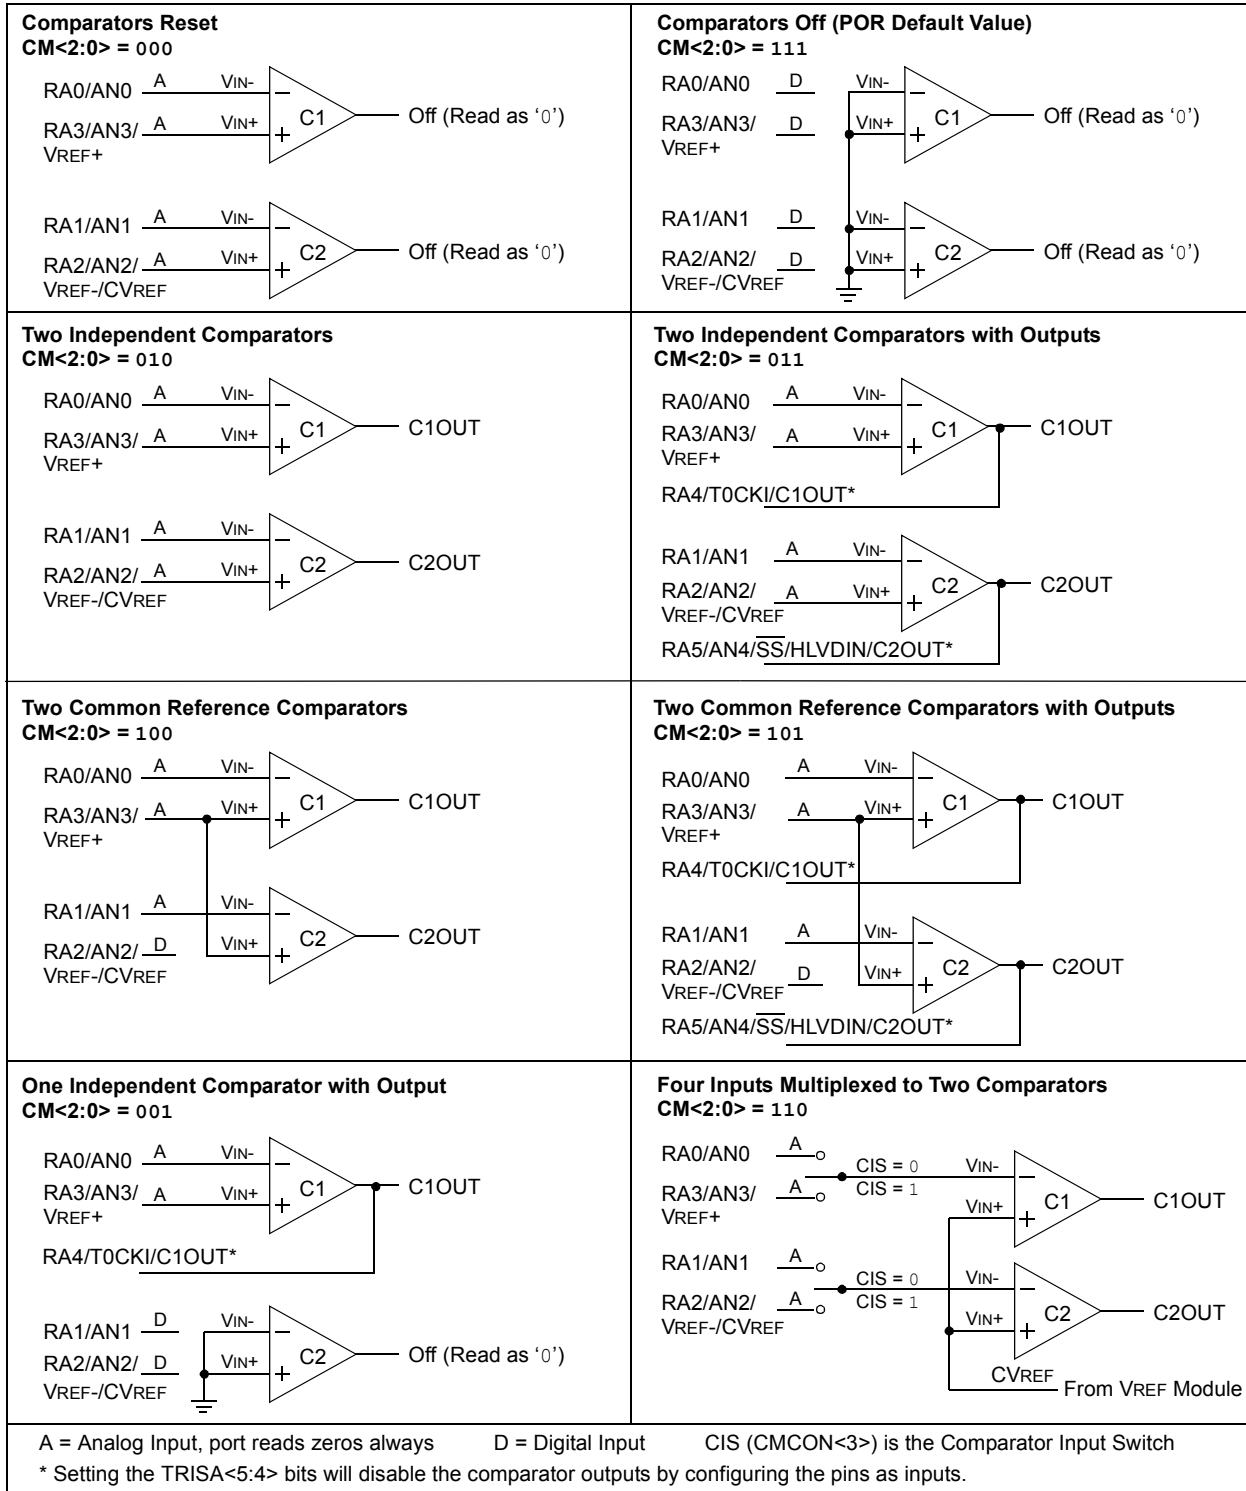 Comparators Reset
CM<2:0> = 000
RA0/AN0 A VIN-
C1
Off (Read as ‘0’)
RA3/AN3/ A VIN+
VREF+
RA1/AN1 A VIN-
C2
Off (Read as ‘0’)
RA2/AN2/ A VIN+
VREF-/CVREF
Comparators Off (POR Default Value)
CM<2:0> = 111
RA0/AN0 D VIN-
C1
Off (Read as ‘0’)
RA3/AN3/ D VIN+
VREF+
RA1/AN1 D VIN-
C2
Off (Read as ‘0’)
RA2/AN2/ D VIN+
VREF-/CVREF
Two Independent Comparators
CM<2:0> = 010
RA0/AN0 A VIN-
C1
C1OUT
RA3/AN3/ A VIN+
VREF+
RA1/AN1 A VIN-
C2
C2OUT
RA2/AN2/ A VIN+
VREF-/CVREF
Two Independent Comparators with Outputs
CM<2:0> = 011
RA0/AN0 A VIN-
C1
C1OUT
RA3/AN3/ A VIN+
VREF+
RA4/T0CKI/C1OUT*
RA1/AN1 A VIN-
C2
C2OUT
RA2/AN2/ A VIN+
VREF-/CVREF
RA5/AN4/S̅S̅/HLVDIN/C2OUT*
Two Common Reference Comparators
CM<2:0> = 100
RA0/AN0 A VIN-
C1
C1OUT
RA3/AN3/ A VIN+
VREF+
RA1/AN1 A VIN-
C2
C2OUT
RA2/AN2/ D VIN+
VREF-/CVREF
Two Common Reference Comparators with Outputs
CM<2:0> = 101
RA0/AN0 A VIN-
C1
C1OUT
RA3/AN3/ A VIN+
VREF+
RA4/T0CKI/C1OUT*
RA1/AN1 A VIN-
C2
C2OUT
RA2/AN2/ D VIN+
VREF-/CVREF
RA5/AN4/S̅S̅/HLVDIN/C2OUT*
One Independent Comparator with Output
CM<2:0> = 001
RA0/AN0 A VIN-
C1
C1OUT
RA3/AN3/ A VIN+
VREF+
RA4/T0CKI/C1OUT*
RA1/AN1 D VIN-
C2
Off (Read as ‘0’)
RA2/AN2/ D VIN+
VREF-/CVREF
Four Inputs Multiplexed to Two Comparators
CM<2:0> = 110
RA0/AN0 A
CIS = 0 VIN-
RA3/AN3/ A CIS = 1
VREF+
VIN+
C1
C1OUT
RA1/AN1 A
CIS = 0 VIN-
RA2/AN2/ A CIS = 1
VREF-/CVREF
VIN+
C2
C2OUT
CVREF
From VREF Module
A = Analog Input, port reads zeros always D = Digital Input CIS (CMCON<3>) is the Comparator Input Switch
* Setting the TRISA<5:4> bits will disable the comparator outputs by configuring the pins as inputs.